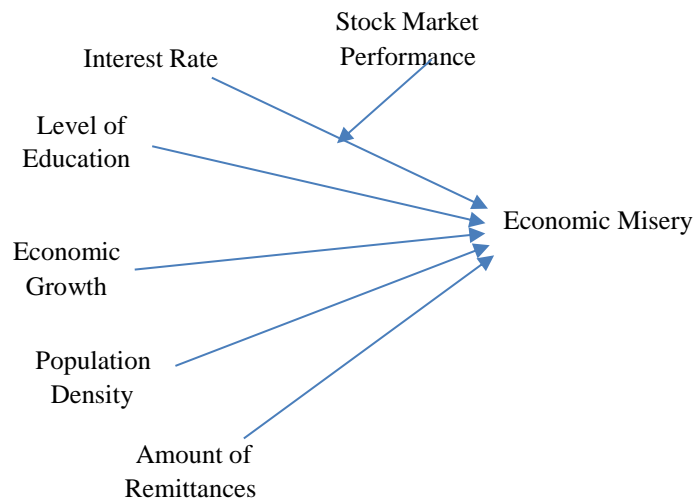 Stock Market
Performance
Interest Rate
Level of
Education
Economic Misery
Economic
Growth
Population
Density
Amount of
Remittances